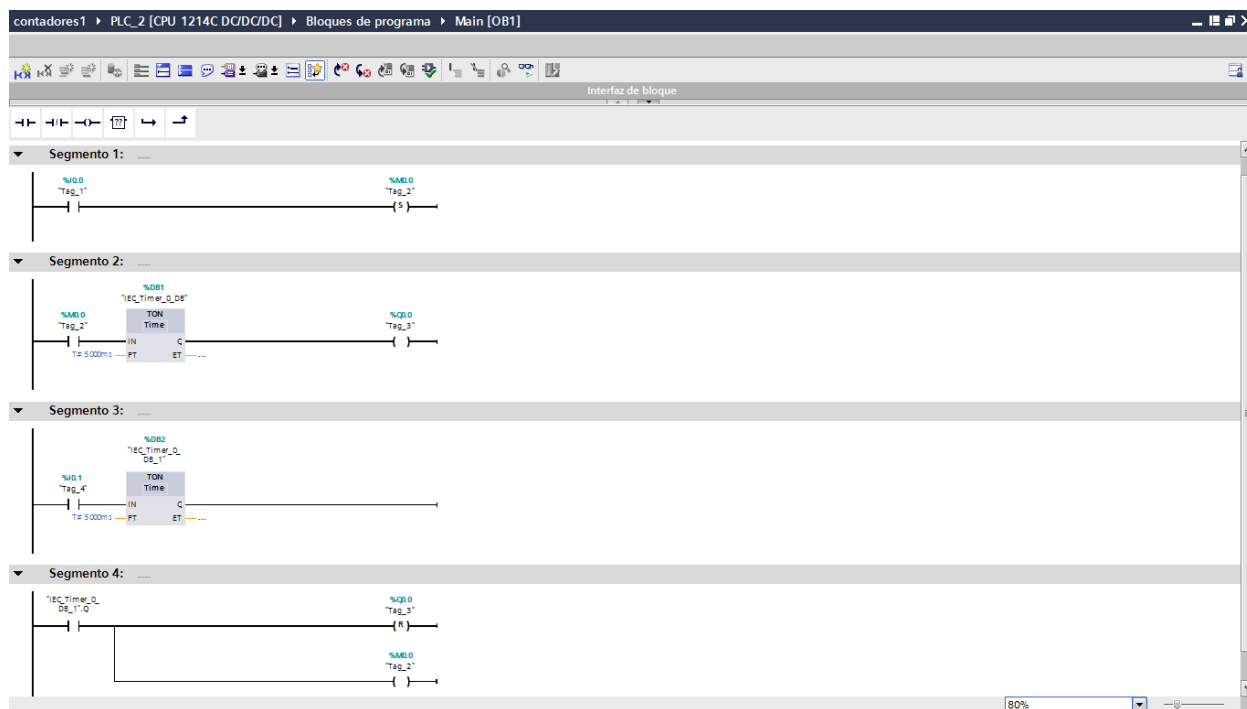 contadores1 ▸ PLC_2 [CPU 1214C DC/DC/DC] ▸ Bloques de programa ▸ Main [OB1]
Interfaz de bloque
Segmento 1: .....
%I0.0
"Tag_1"
%M0.0
"Tag_2"
S
Segmento 2: .....
%DB1
"IEC_Timer_0_DB"
%M0.0
"Tag_2"
TON
Time
%Q0.0
"Tag_3"
IN Q
T# 5000ms PT ET ...
Segmento 3: .....
%DB2
"IEC_Timer_0_
DB_1"
%I0.1
"Tag_4"
TON
Time
IN Q
T# 5000ms PT ET ...
Segmento 4: .....
"IEC_Timer_0_
DB_1".Q
%Q0.0
"Tag_3"
R
%M0.0
"Tag_2"
80%